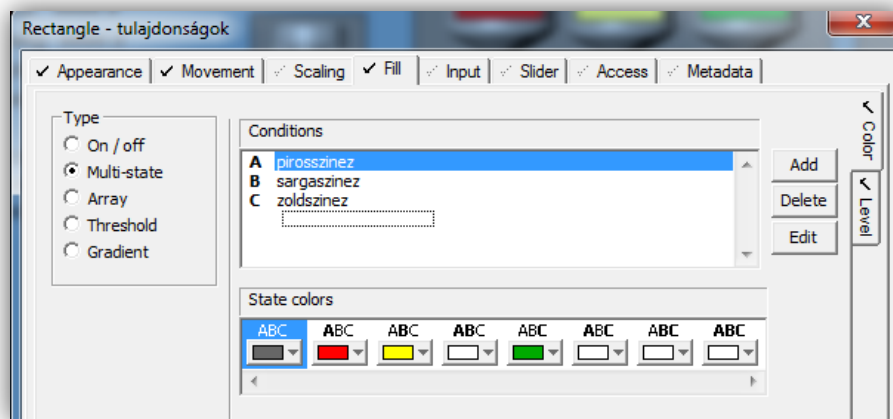 Rectangle - tulajdonságok
Appearance Movement Scaling Fill Input Slider Access Metadata
Type
On / off
Multi-state
Array
Threshold
Gradient
Conditions
A pirosszinez
B sargaszinez
C zoldszinez
Add
Delete
Edit
Color
Level
State colors
ABC ABC ABC ABC ABC ABC ABC ABC